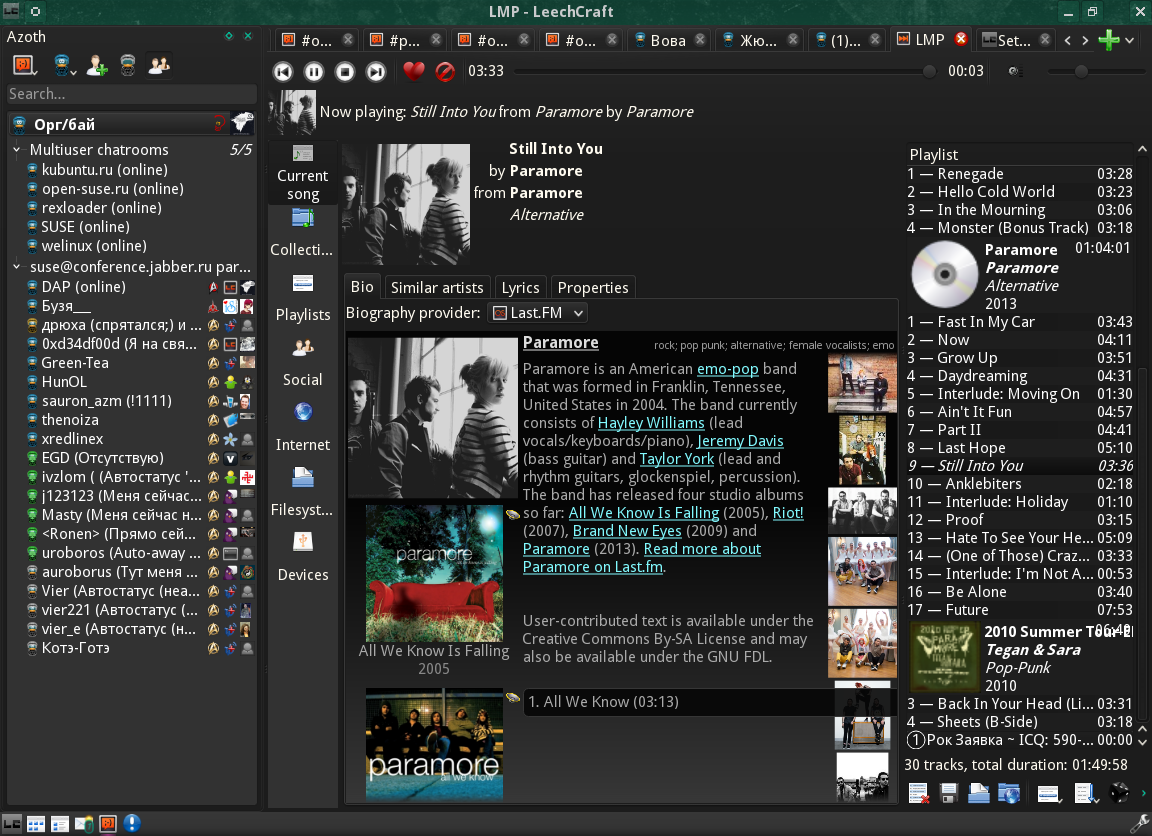 LMP - LeechCraft
Azoth
Search...
Орг/бай
Multiuser chatrooms 5/5
kubuntu.ru (online)
open-suse.ru (online)
rexloader (online)
SUSE (online)
welinux (online)
suse@conference.jabber.ru par...
DAP (online)
Бузя__
дрюха (спрятался;) и ...
0xd34df00d (Я на свя...
Green-Tea
HunOL
sauron_azm (!1111)
thenoiza
xredlinex
EGD (Отсутствую)
ivzlom ( (Автостатус '...
j123123 (Меня сейчас...
Masty (Меня сейчас н...
<Ronen> (Прямо сей...
uroboros (Auto-away ...
auroborus (Тут меня ...
Vier (Автостатус (неа...
vier221 (Автостатус (...
vier_e (Автостатус (н...
Котэ-Готэ
#o... #p... #o... #o... Вова Жю... (1)... LMP Set...
03:33 00:03
Now playing: Still Into You from Paramore by Paramore
Current song
Collecti...
Playlists
Social
Internet
Filesyst...
Devices
Still Into You
by Paramore
from Paramore
Alternative
Bio Similar artists Lyrics Properties
Biography provider: Last.FM
Paramore rock; pop punk; alternative; female vocalists; emo
Paramore is an American emo-pop band
that was formed in Franklin, Tennessee,
United States in 2004. The band currently
consists of Hayley Williams (lead
vocals/keyboards/piano), Jeremy Davis
(bass guitar) and Taylor York (lead and
rhythm guitars, glockenspiel, percussion).
The band has released four studio albums
so far: All We Know Is Falling (2005), Riot!
(2007), Brand New Eyes (2009) and
Paramore (2013). Read more about
Paramore on Last.fm.
User-contributed text is available under the
Creative Commons By-SA License and may
also be available under the GNU FDL.
paramore
All We Know Is Falling
2005
1. All We Know (03:13)
paramore
all we know
Playlist
1 — Renegade 03:28
2 — Hello Cold World 03:23
3 — In the Mourning 03:06
4 — Monster (Bonus Track) 03:18
Paramore 01:04:01
Paramore
Alternative
2013
1 — Fast In My Car 03:43
2 — Now 04:11
3 — Grow Up 03:51
4 — Daydreaming 04:31
5 — Interlude: Moving On 01:30
6 — Ain't It Fun 04:57
7 — Part II 04:41
8 — Last Hope 05:10
9 — Still Into You 03:36
10 — Anklebiters 02:18
11 — Interlude: Holiday 01:10
12 — Proof 03:15
13 — Hate To See Your He... 05:09
14 — (One of Those) Craz... 03:33
15 — Interlude: I'm Not A... 00:53
16 — Be Alone 03:40
17 — Future 07:53
2010 Summer Tour 06:49
Tegan & Sara
Pop-Punk
2010
3 — Back In Your Head (Li... 03:31
4 — Sheets (B-Side) 03:18
1 Рок Заявка ~ ICQ: 590-... 00:00
30 tracks, total duration: 01:49:58